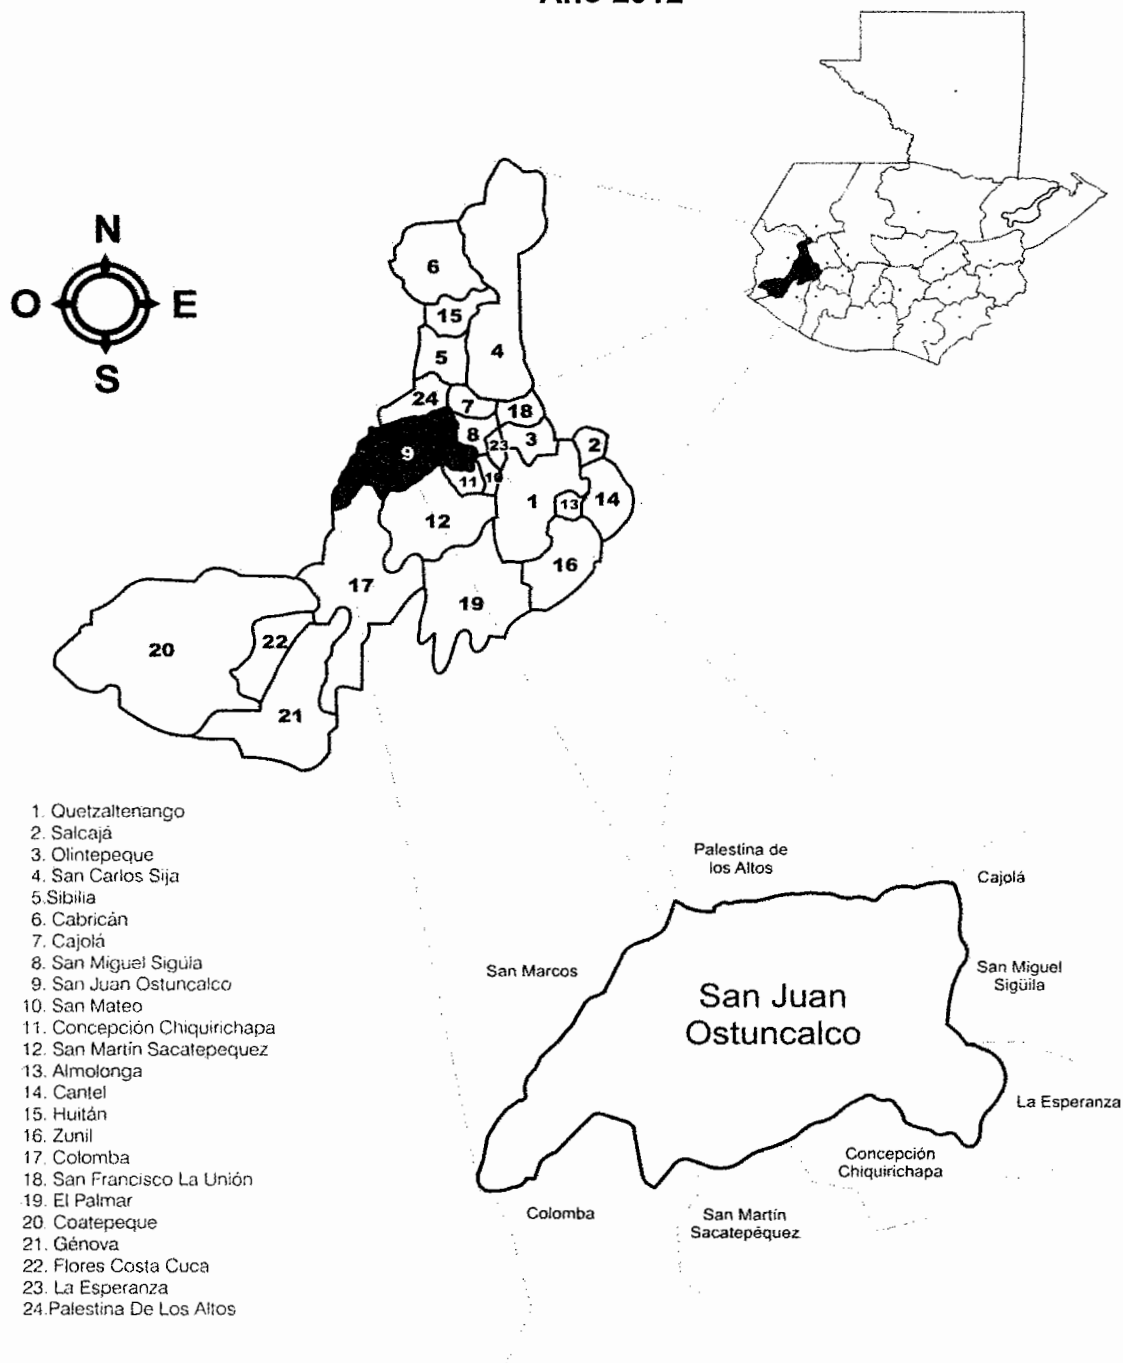 N
O
E
S
6
15
5
4
24
7
18
8
23
3
2
9
11
10
1
13
14
12
16
17
19
20
22
21
1. Quetzaltenango
2. Salcajá
3. Olintepeque
4. San Carlos Sija
5.Sibilia
6. Cabricán
7. Cajolá
8. San Miguel Sigüla
9. San Juan Ostuncalco
10. San Mateo
11. Concepción Chiquirichapa
12. San Martín Sacatepequez
13. Almolonga
14. Cantel
15. Huitán
16. Zunil
17. Colomba
18. San Francisco La Unión
19. El Palmar
20. Coatepeque
21. Génova
22. Flores Costa Cuca
23. La Esperanza
24.Palestina De Los Altos
Palestina de
los Altos
Cajolá
San Marcos
San Miguel
Sigüila
San Juan
Ostuncalco
La Esperanza
Concepción
Chiquirichapa
Colomba
San Martín
Sacatepéquez